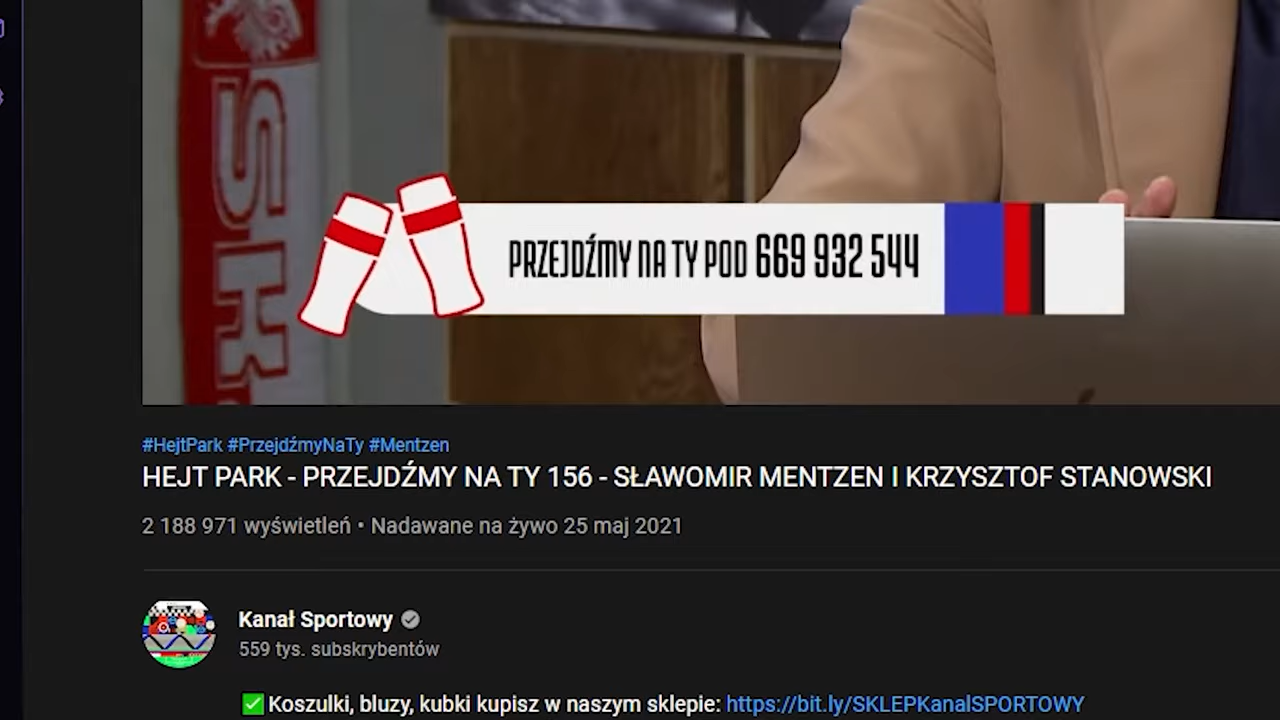 SK
PRZEJDŹMY NA TY POD 669 932 544
#HejtPark #PrzejdźmyNaTy #Mentzen
HEJT PARK - PRZEJDŹMY NA TY 156 - SŁAWOMIR MENTZEN I KRZYSZTOF STANOWSKI
2 188 971 wyświetleń • Nadawane na żywo 25 maj 2021
Kanał Sportowy
559 tys. subskrybentów
✅ Koszulki, bluzy, kubki kupisz w naszym sklepie: https://bit.ly/SKLEPKanalSPORTOWY